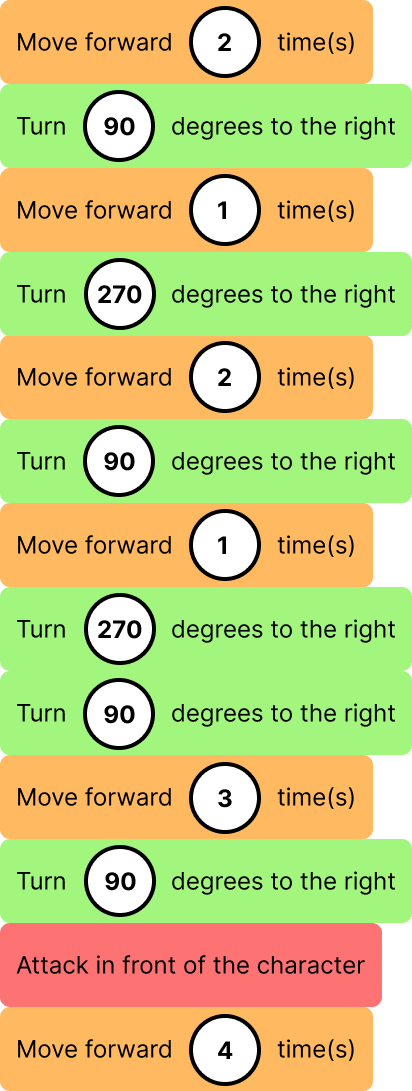 Move forward 2 time(s)
Turn 90 degrees to the right
Move forward 1 time(s)
Turn 270 degrees to the right
Move forward 2 time(s)
Turn 90 degrees to the right
Move forward 1 time(s)
Turn 270 degrees to the right
Turn 90 degrees to the right
Move forward 3 time(s)
Turn 90 degrees to the right
Attack in front of the character
Move forward 4 time(s)